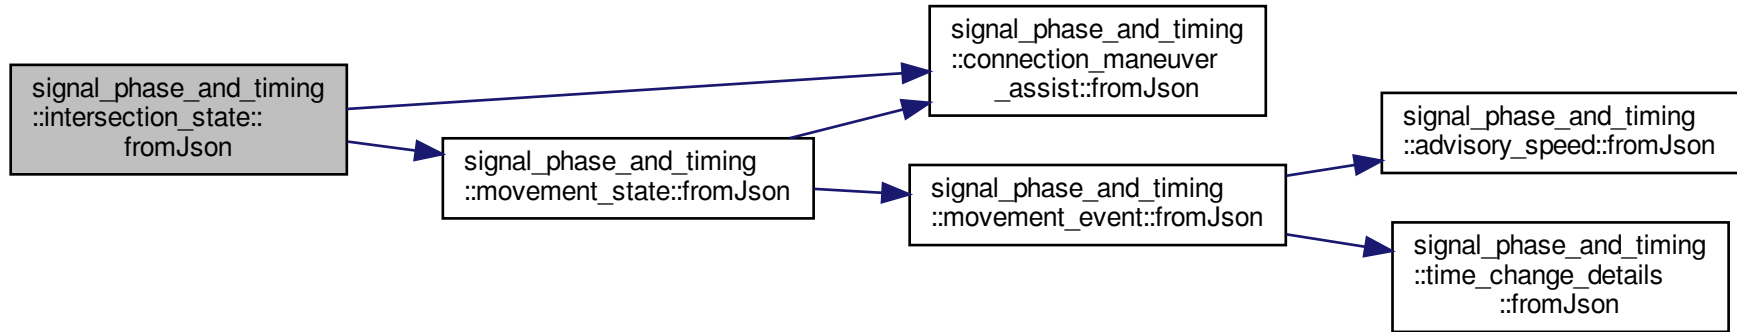 signal_phase_and_timing
::intersection_state::
fromJson
signal_phase_and_timing
::movement_state::fromJson
signal_phase_and_timing
::connection_maneuver
_assist::fromJson
signal_phase_and_timing
::movement_event::fromJson
signal_phase_and_timing
::advisory_speed::fromJson
signal_phase_and_timing
::time_change_details
::fromJson